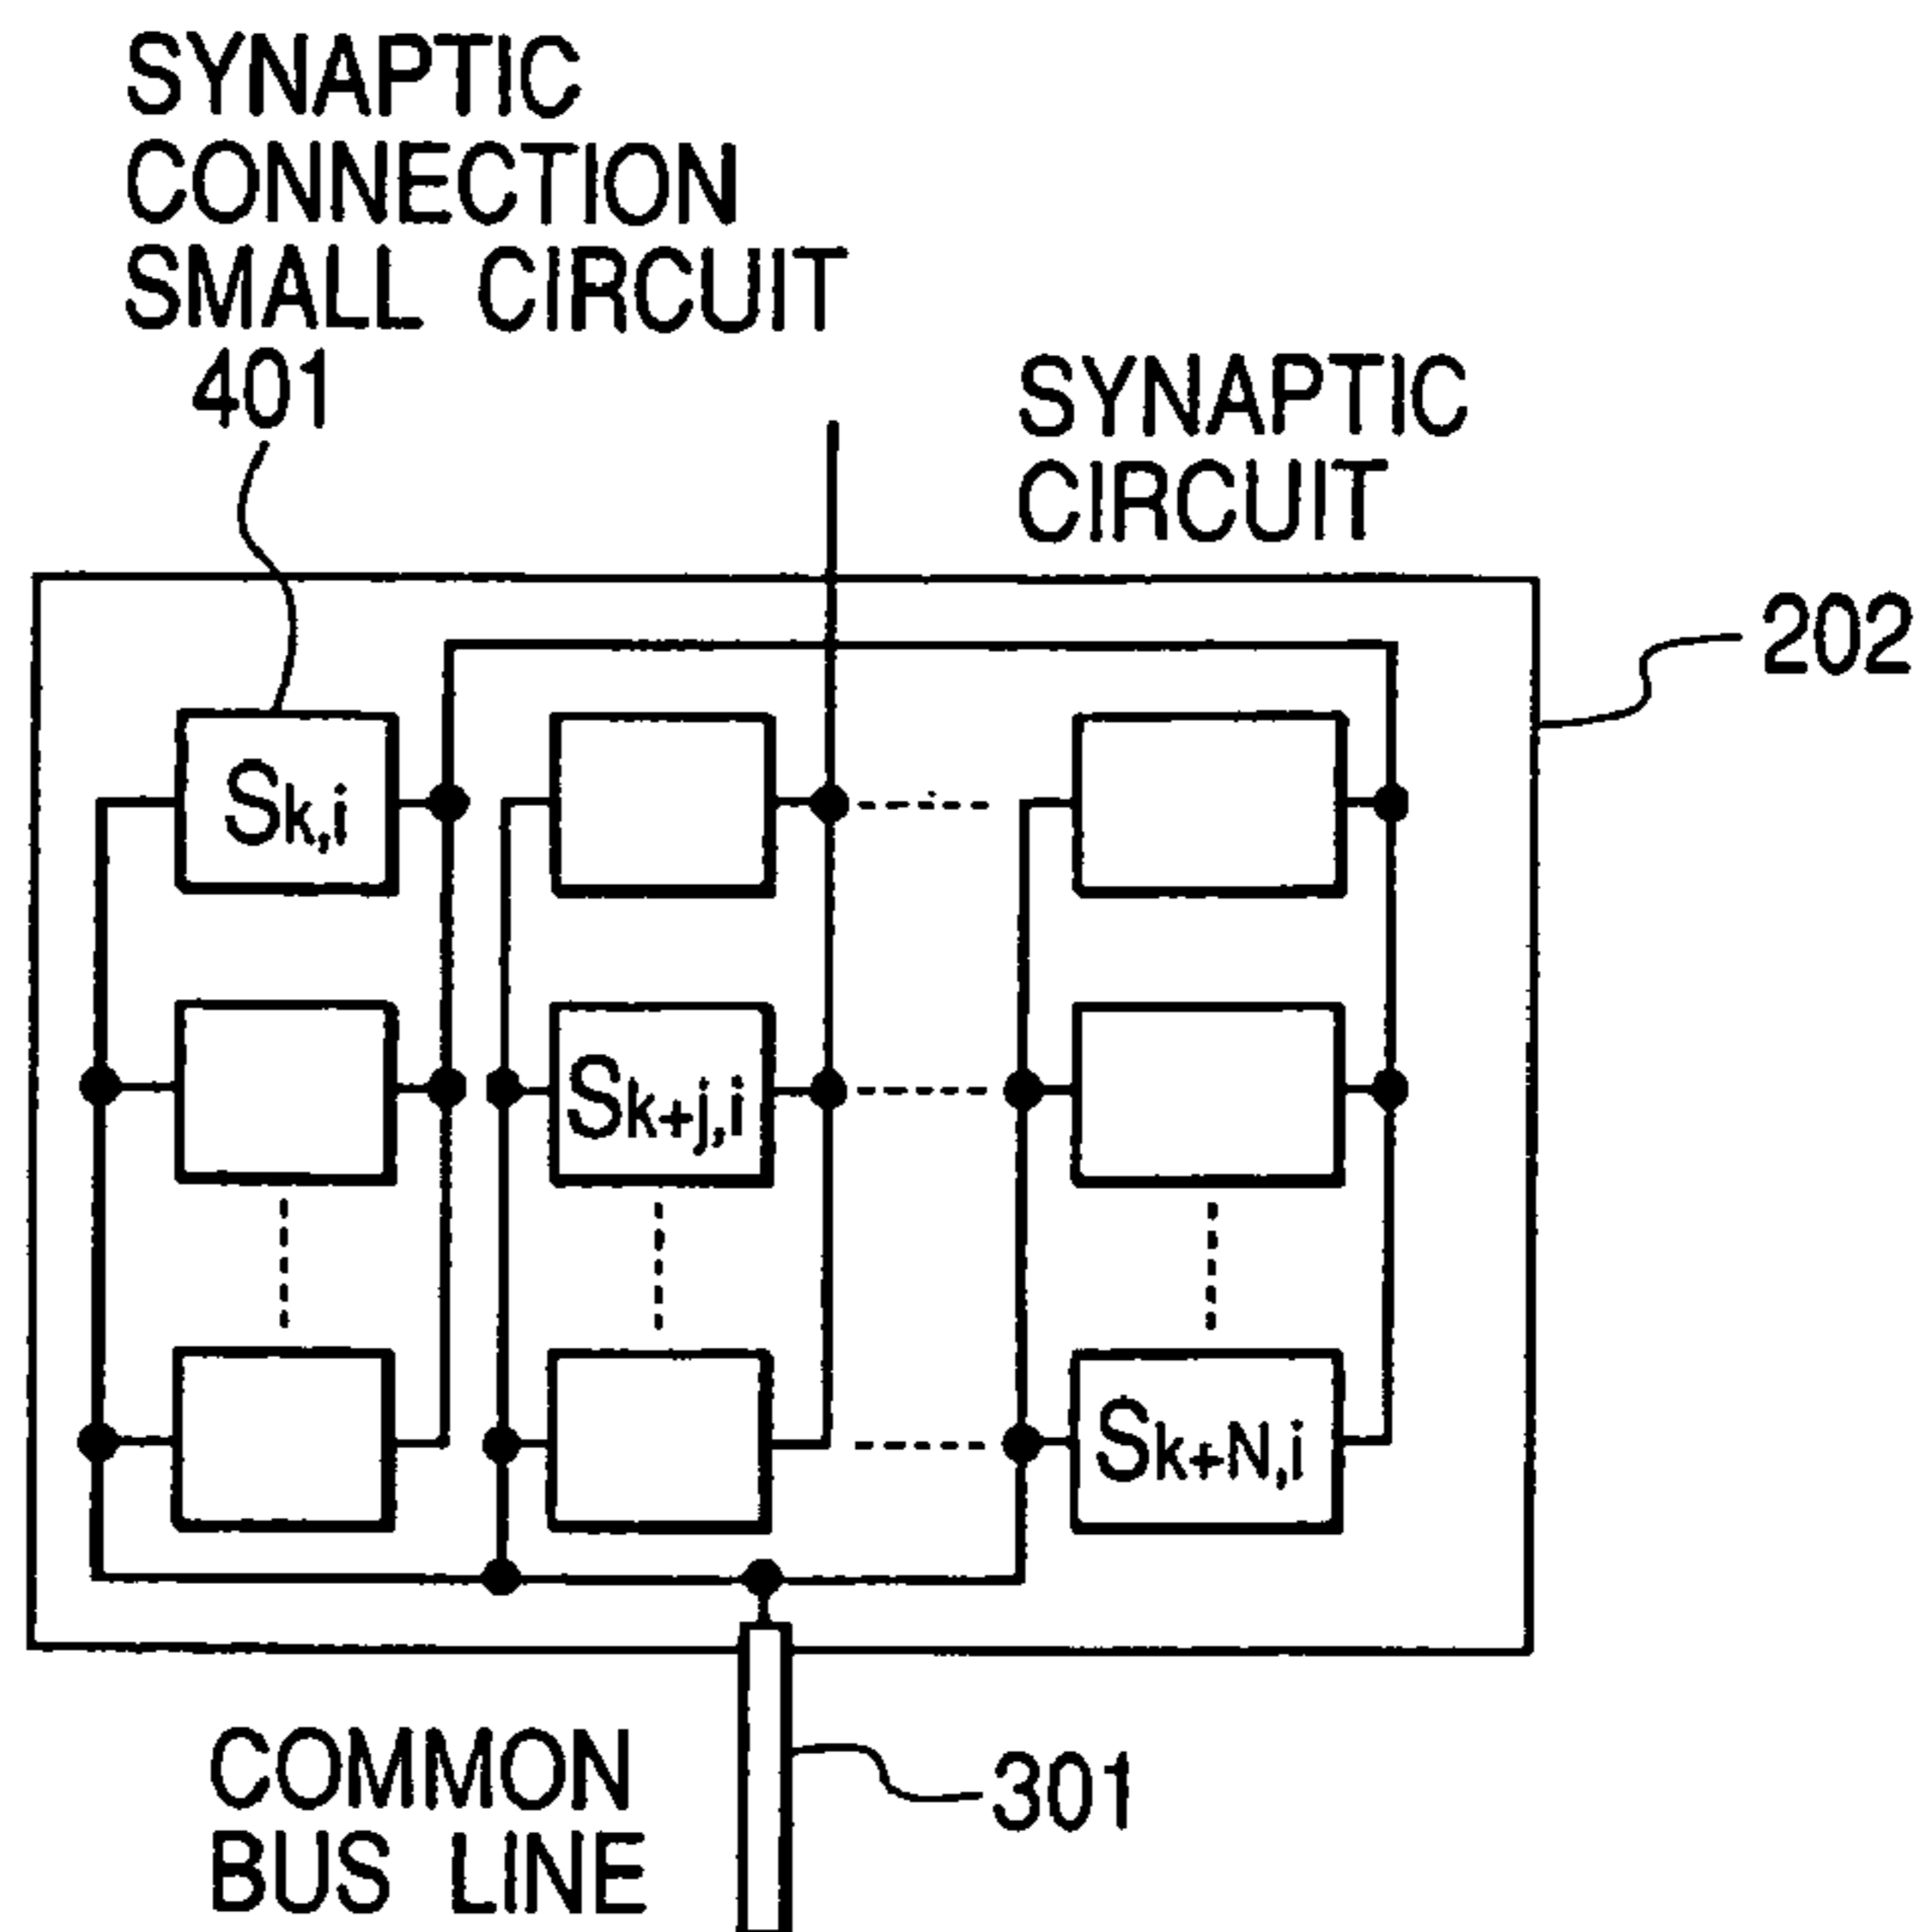 SYNAPTIC
CONNECTION
SMALL CIRCUIT
401
SYNAPTIC
CIRCUIT
202
Sk,i
Sk+j,i
Sk+N,i
COMMON
BUS LINE
301